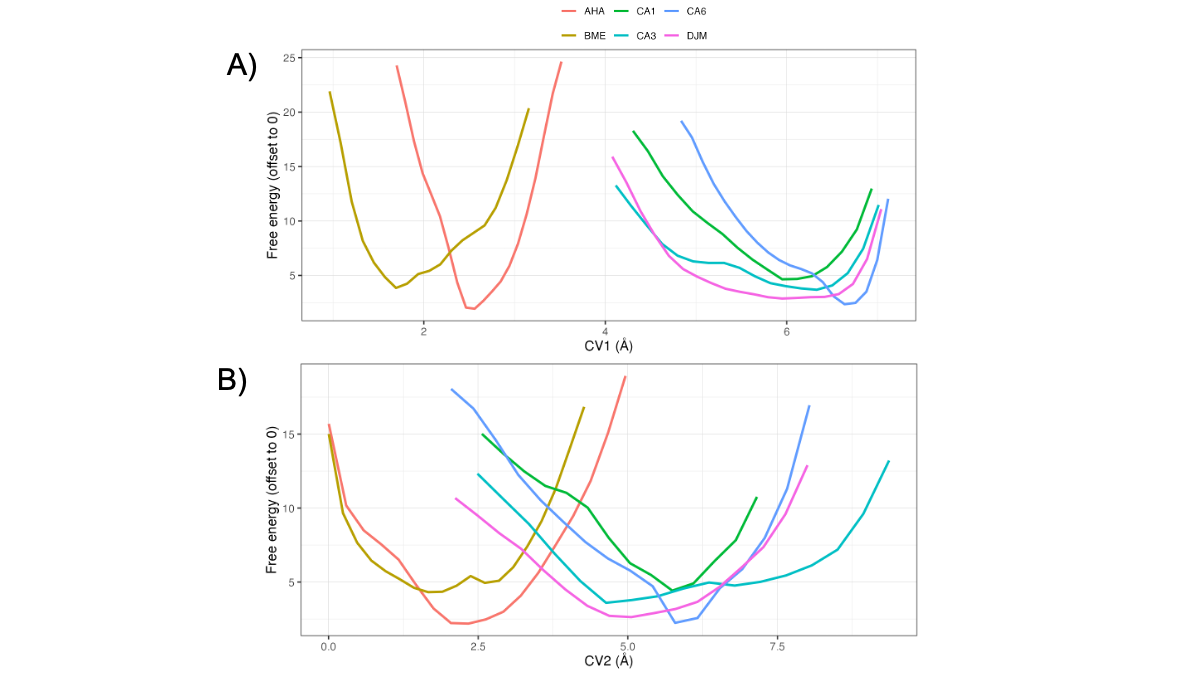 AHA CA1 CA6
BME CA3 DJM
A)
25
20
15
10
5
Free energy (offset to 0)
2 4 6
CV1 (Å)
B)
15
10
5
Free energy (offset to 0)
0.0 2.5 5.0 7.5
CV2 (Å)